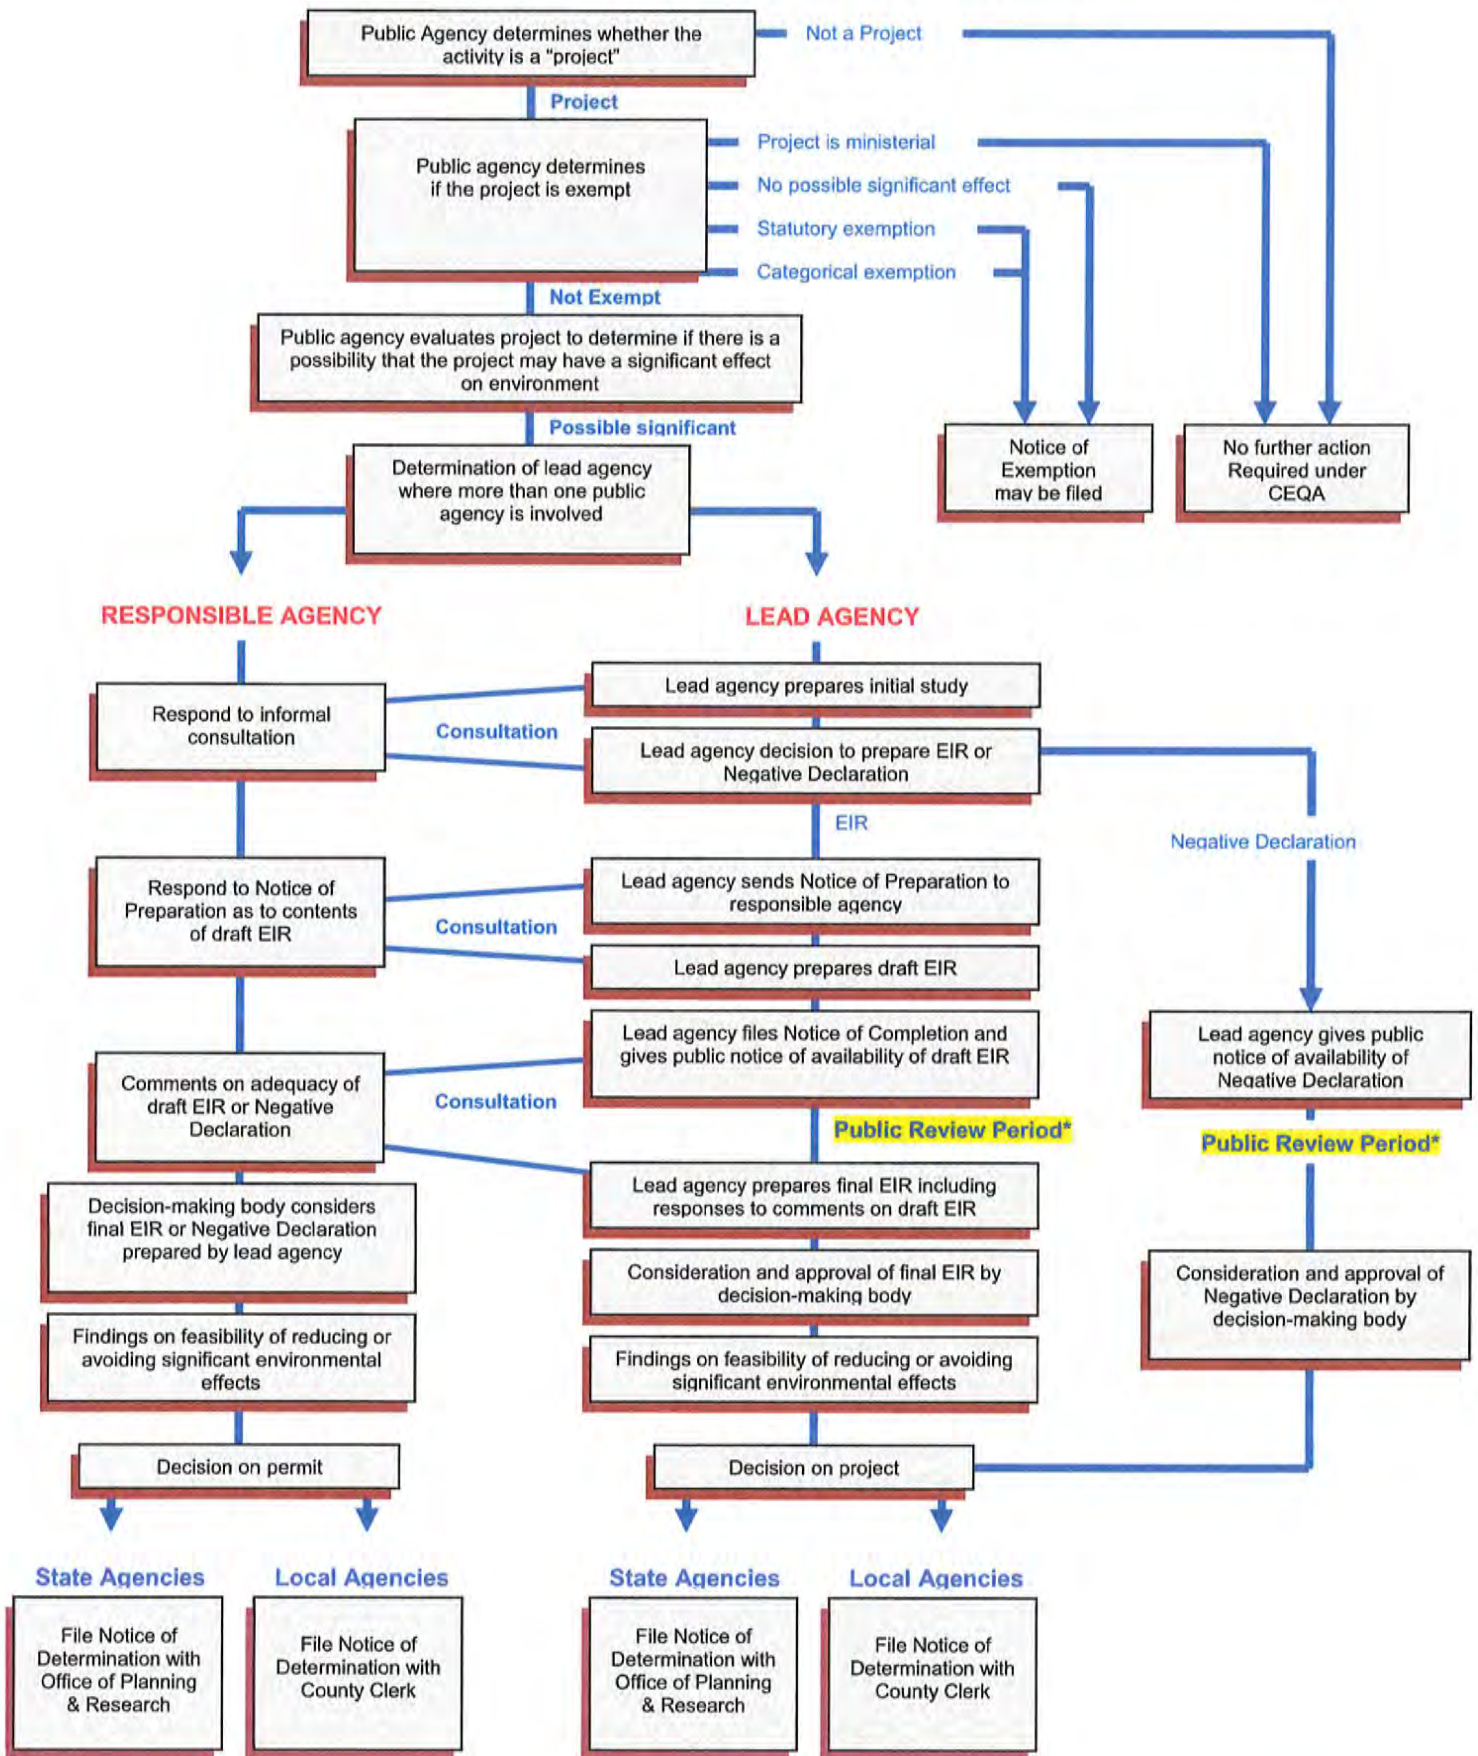 Public Agency determines whether the
activity is a "project"
Not a Project
Project
Public agency determines
if the project is exempt
Project is ministerial
No possible significant effect
Statutory exemption
Categorical exemption
Not Exempt
Public agency evaluates project to determine if there is a
possibility that the project may have a significant effect
on environment
Possible significant
Notice of
Exemption
may be filed
No further action
Required under
CEQA
Determination of lead agency
where more than one public
agency is involved
RESPONSIBLE AGENCY
LEAD AGENCY
Respond to informal
consultation
Consultation
Lead agency prepares initial study
Lead agency decision to prepare EIR or
Negative Declaration
EIR
Negative Declaration
Respond to Notice of
Preparation as to contents
of draft EIR
Consultation
Lead agency sends Notice of Preparation to
responsible agency
Lead agency prepares draft EIR
Lead agency files Notice of Completion and
gives public notice of availability of draft EIR
Lead agency gives public
notice of availability of
Negative Declaration
Comments on adequacy of
draft EIR or Negative
Declaration
Consultation
Public Review Period*
Public Review Period*
Lead agency prepares final EIR including
responses to comments on draft EIR
Decision-making body considers
final EIR or Negative Declaration
prepared by lead agency
Consideration and approval of final EIR by
decision-making body
Consideration and approval of
Negative Declaration by
decision-making body
Findings on feasibility of reducing or
avoiding significant environmental
effects
Findings on feasibility of reducing or avoiding
significant environmental effects
Decision on permit
Decision on project
State Agencies
Local Agencies
State Agencies
Local Agencies
File Notice of
Determination with
Office of Planning
& Research
File Notice of
Determination with
County Clerk
File Notice of
Determination with
Office of Planning
& Research
File Notice of
Determination with
County Clerk